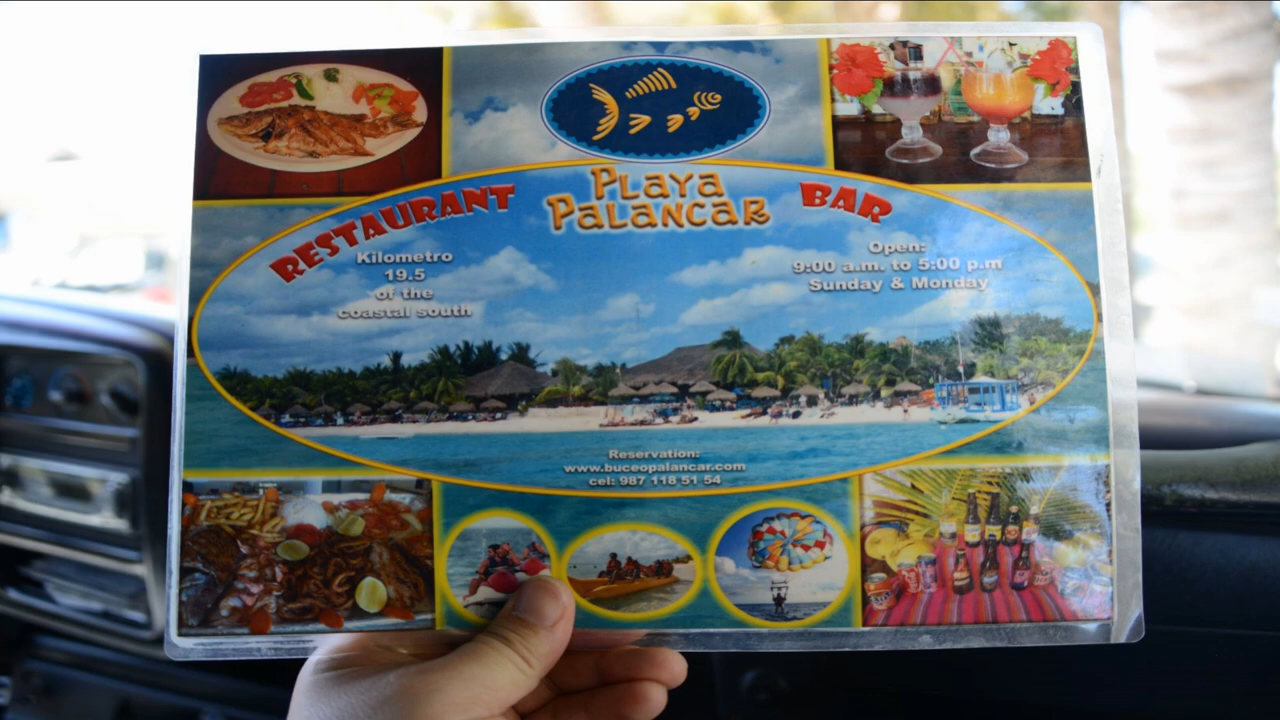 Playa
Palancar
RESTAURANT
BAR
Kilometro
19.5
of the
coastal south
Open:
9:00 a.m. to 5:00 p.m
Sunday & Monday
Reservation:
www.buceopalancar.com
cel: 987 118 51 54